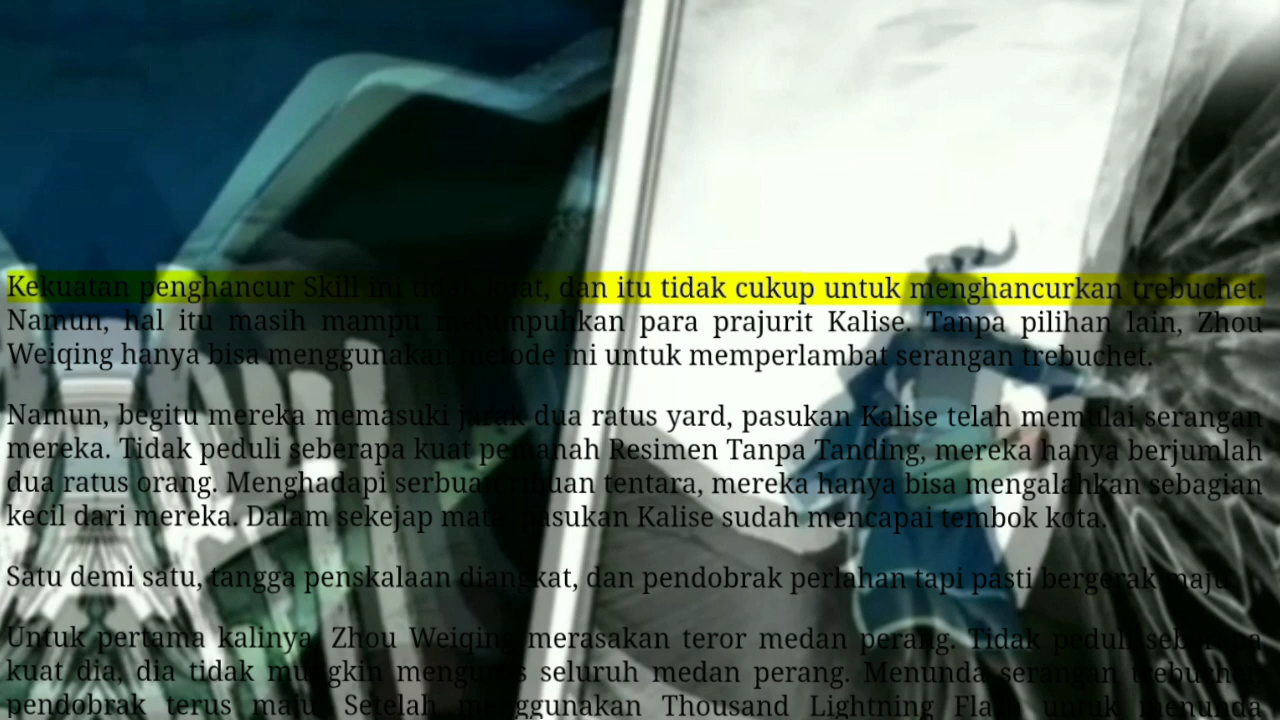 Kekuatan penghancur Skill ini tidak kuat, dan itu tidak cukup untuk menghancurkan trebuchet.
Namun, hal itu masih mampu melumpuhkan para prajurit Kalise. Tanpa pilihan lain, Zhou
Weiqing hanya bisa menggunakan metode ini untuk memperlambat serangan trebuchet.
Namun, begitu mereka memasuki jarak dua ratus yard, pasukan Kalise telah memulai serangan
mereka. Tidak peduli seberapa kuat pemanah Resimen Tanpa Tanding, mereka hanya berjumlah
dua ratus orang. Menghadapi serbuan ribuan tentara, mereka hanya bisa mengalahkan sebagian
kecil dari mereka. Dalam sekejap mata, pasukan Kalise sudah mencapai tembok kota.
Satu demi satu, tangga penskalaan diangkat, dan pendobrak perlahan tapi pasti bergerak maju.
Untuk pertama kalinya, Zhou Weiqing merasakan teror medan perang. Tidak peduli seberapa
kuat dia, dia tidak mungkin mengurus seluruh medan perang. Menunda serangan trebuchet,
pendobrak terus maju. Setelah menggunakan Thousand Lightning Flash untuk menunda